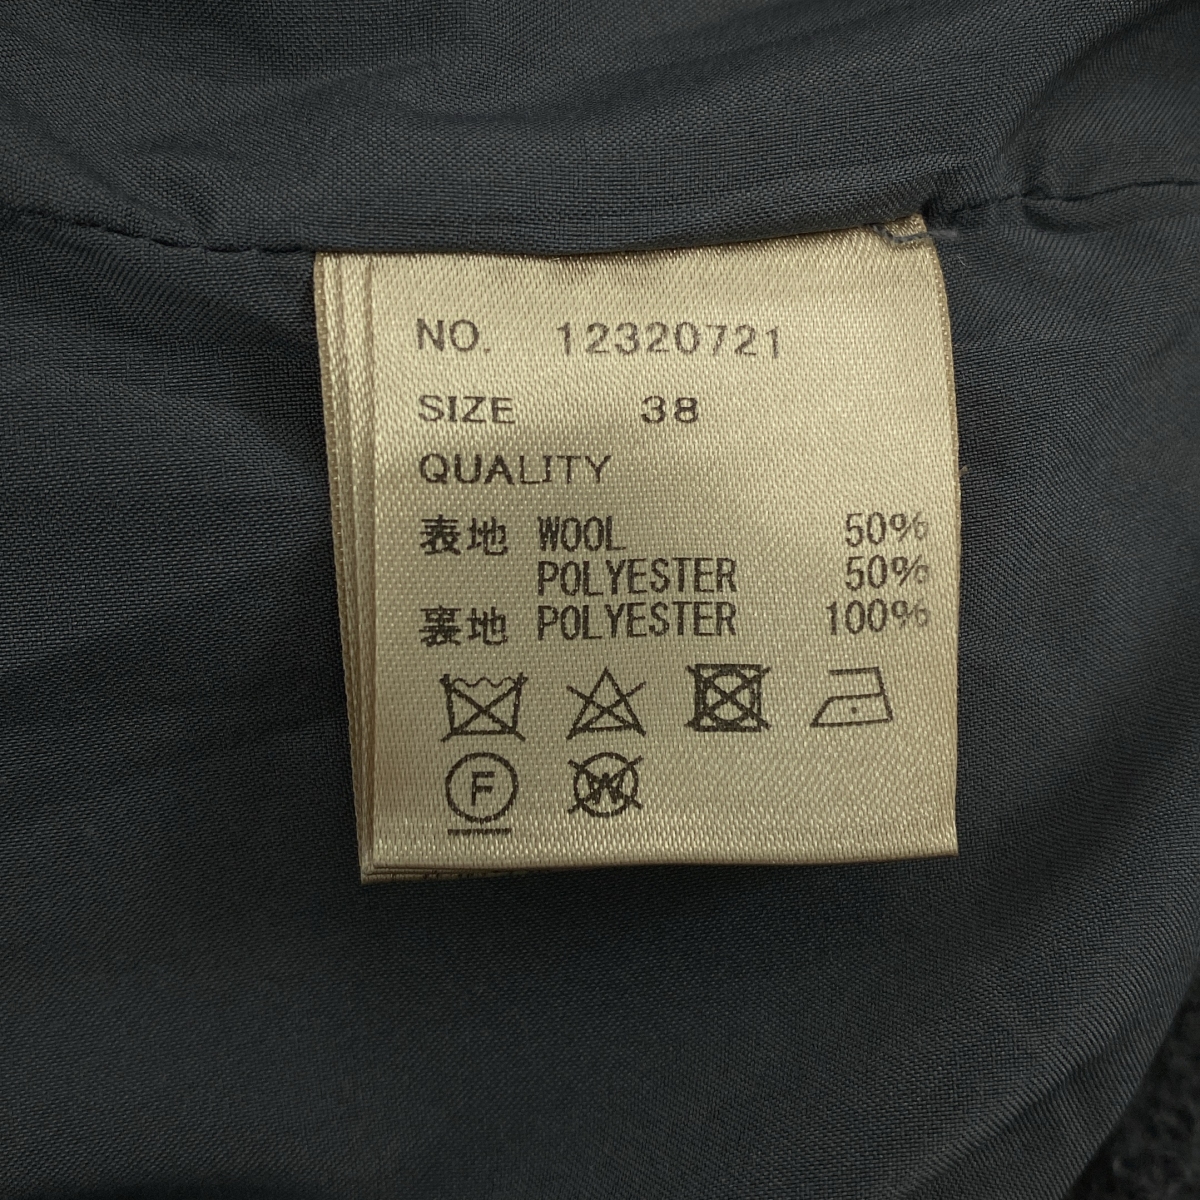 NO. 12320721
SIZE 38
QUALITY
表地 WOOL 50%
POLYESTER 50%
裏地 POLYESTER 100%
F
W